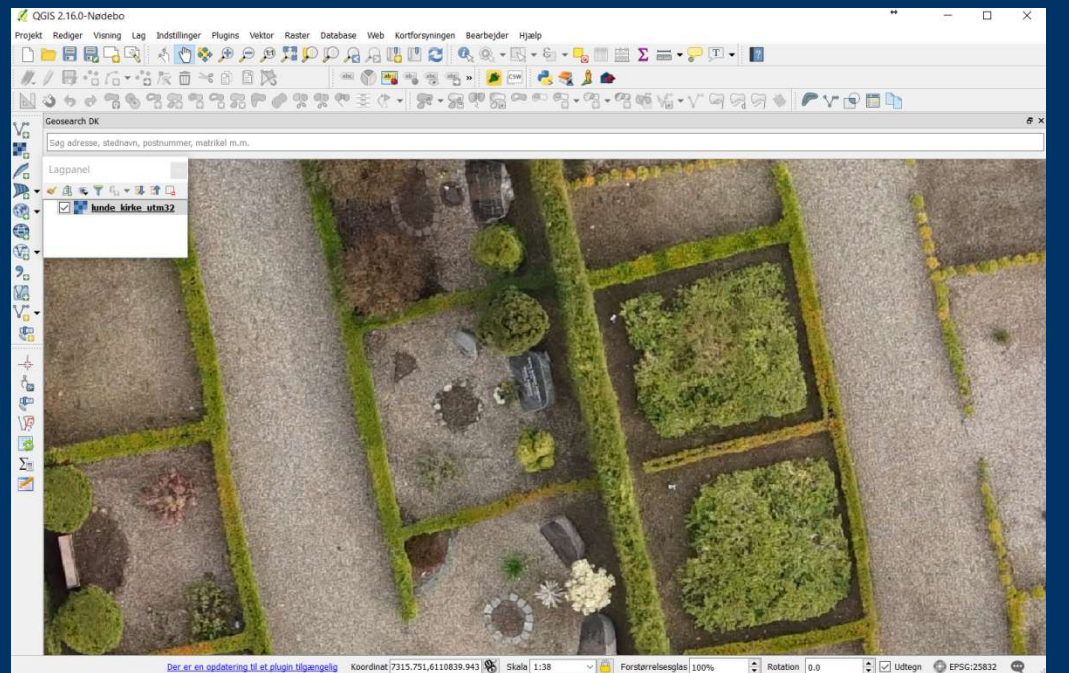 QGIS 2.16.0-Nødebo
Projekt Rediger Visning Lag Indstillinger Plugins Vektor Raster Database Web Kortforsyningen Bearbejder Hjælp
Geosearch DK
Søg adresse, stednavn, postnummer, matrikel m.m.
Lagpanel
lunde_kirke_utm32
Der er en opdatering til et plugin tilgængelig Koordinat 7315.751,6110839.943 Skala 1:38 Forstørrelsesglas 100% Rotation 0.0 Udtegn EPSG:25832